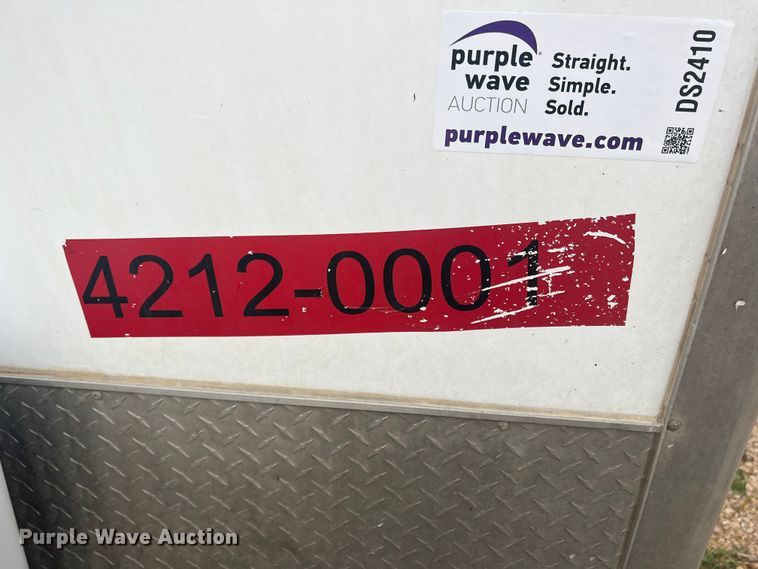 purple
wave
AUCTION
Straight.
Simple.
Sold.
purplewave.com
DS2410
4212-0001
Purple Wave Auction